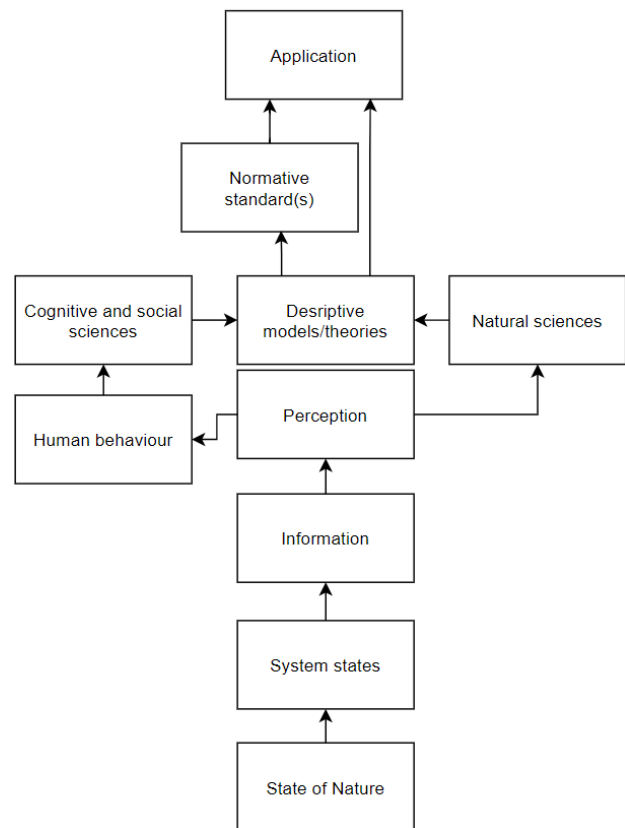 Application
Normative
standard(s)
Cognitive and social
sciences
Desriptive
models/theories
Natural sciences
Perception
Human behaviour
Information
System states
State of Nature